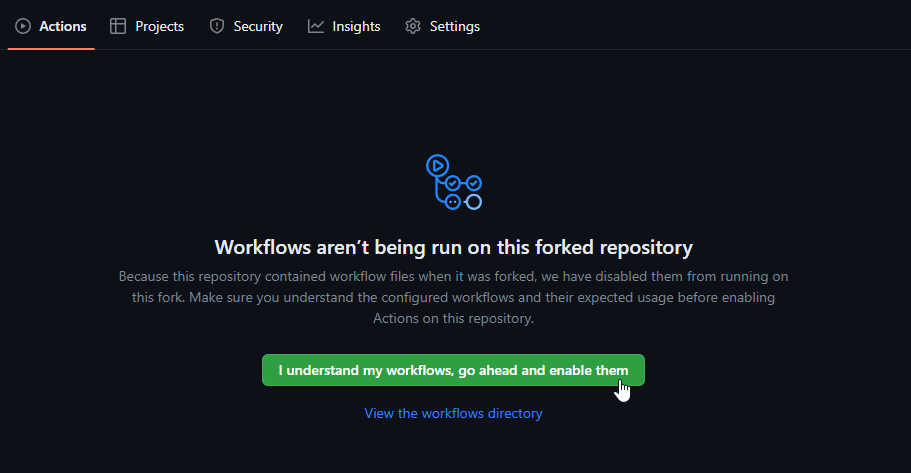 Actions Projects Security Insights Settings
Workflows aren’t being run on this forked repository
Because this repository contained workflow files when it was forked, we have disabled them from running on
this fork. Make sure you understand the configured workflows and their expected usage before enabling
Actions on this repository.
I understand my workflows, go ahead and enable them
View the workflows directory